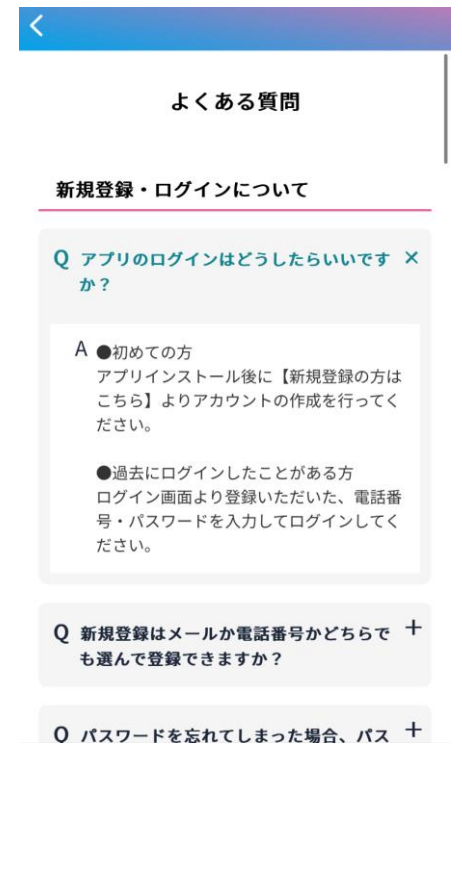 よくある質問
新規登録・ログインについて
Q アプリのログインはどうしたらいいです
か？
A ●初めての方
アプリインストール後に【新規登録の方は
こちら】よりアカウントの作成を行ってく
ださい。
●過去にログインしたことがある方
ログイン画面より登録いただいた、電話番
号・パスワードを入力してログインしてく
ださい。
Q 新規登録はメールか電話番号かどちらで
も選んで登録できますか？
Q パスワードを忘れてしまった場合、パス